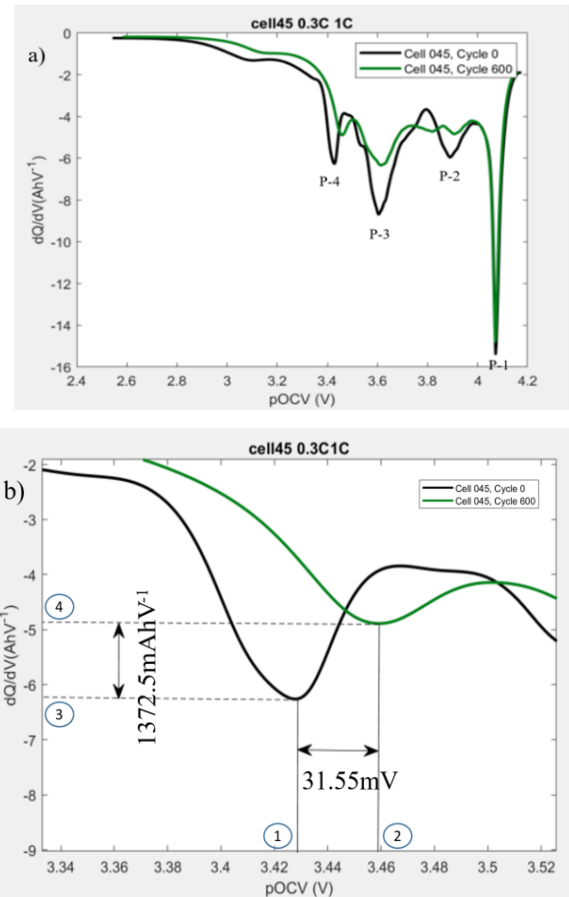 cell45 0.3C 1C
a)
Cell 045, Cycle 0
Cell 045, Cycle 600
0
-2
-4
-6
-8
-10
-12
-14
-16
dQ/dV(AhV-1)
P-4
P-3
P-2
P-1
2.4 2.6 2.8 3 3.2 3.4 3.6 3.8 4 4.2
pOCV (V)
cell45 0.3C1C
b)
Cell 045, Cycle 0
Cell 045, Cycle 600
-2
-3
-4
-5
-6
-7
-8
-9
dQ/dV(AhV-1)
4
3
1372.5mAhV-1
31.55mV
1
2
3.34 3.36 3.38 3.4 3.42 3.44 3.46 3.48 3.5 3.52
pOCV (V)